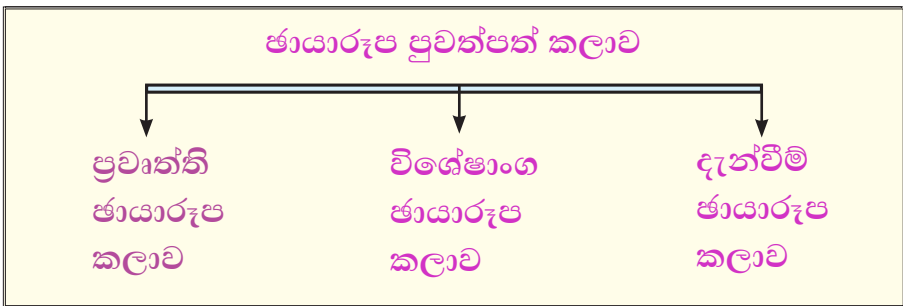 ඡායාරූප පුවත්පත් කලාව
ප්‍රවෘත්ති
ඡායාරූප
කලාව
විශේෂාංග
ඡායාරූප
කලාව
දැන්වීම්
ඡායාරූප
කලාව